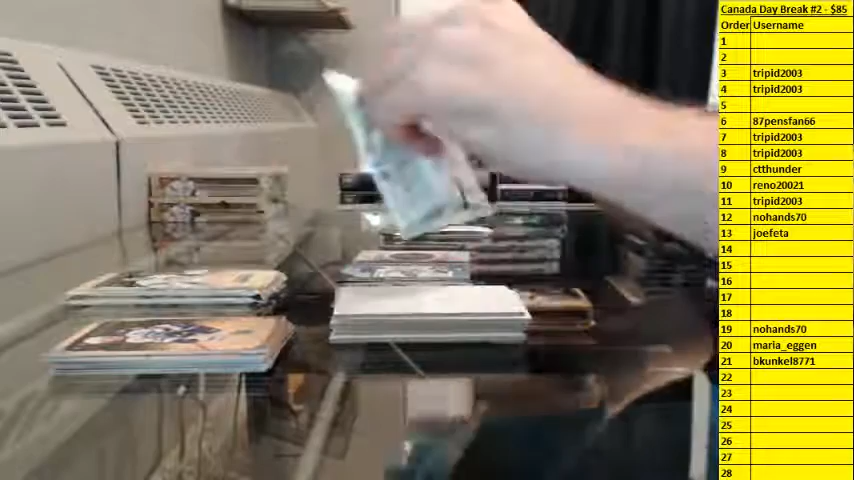 Canada Day Break #2 - $85
Order Username
1
2
3 tripid2003
4 tripid2003
5
6 87pensfan66
7 tripid2003
8 tripid2003
9 ctthunder
10 reno20021
11 tripid2003
12 nohands70
13 joefeta
14
15
16
17
18
19 nohands70
20 maria_eggen
21 bkunkel8771
22
23
24
25
26
27
28